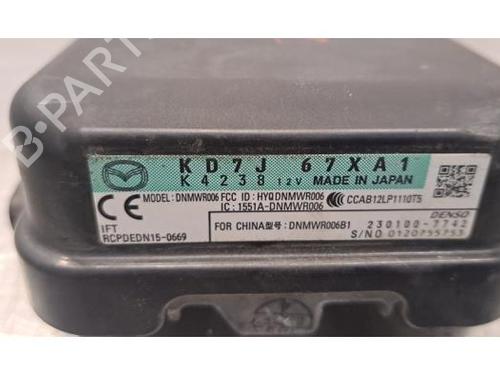 KD7J 67XA1
K4238 12V MADE IN JAPAN
MODEL: DNMWR006 FCC ID : HYQDNMWR006
IC : 1551A-DNMWR006
CCAB12LP1110T5
IFT
RCPDEDN15-0669
FOR CHINA型号: DNMWR006B1
DENSO
230100-7742
S/NO 0120755753
B-PARTS